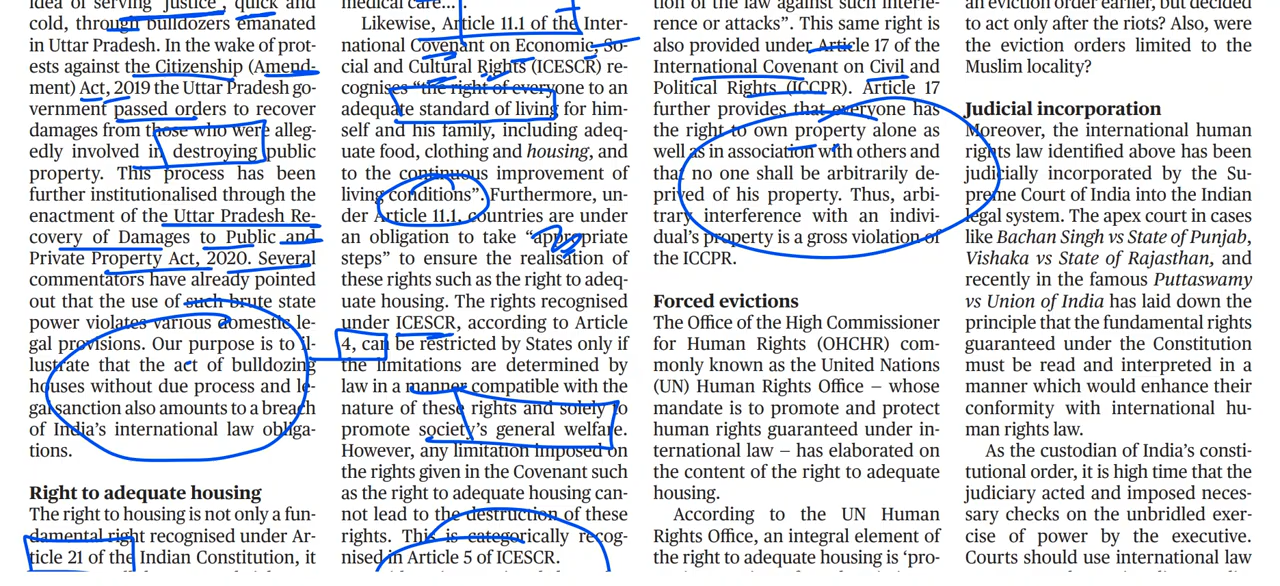 idea of serving 'justice', quick and
cold, through bulldozers emanated
in Uttar Pradesh. In the wake of prot-
ests against the Citizenship (Amend-
ment) Act, 2019 the Uttar Pradesh go-
vernment passed orders to recover
damages from those who were alleg-
edly involved in destroying public
property. This process has been
further institutionalised through the
enactment of the Uttar Pradesh Re-
covery of Damages to Public and
Private Property Act, 2020. Several
commentators have already pointed
out that the use of such brute state
power violates various domestic le-
gal provisions. Our purpose is to il-
lustrate that the act of bulldozing
houses without due process and le-
gal sanction also amounts to a breach
of India's international law obliga-
tions.
Right to adequate housing
The right to housing is not only a fun-
damental right recognised under Ar-
ticle 21 of the Indian Constitution, it
medical care...".
Likewise, Article 11.1 of the Inter-
national Covenant on Economic, So-
cial and Cultural Rights (ICESCR) re-
cognises "the right of everyone to an
adequate standard of living for him-
self and his family, including adeq-
uate food, clothing and housing, and
to the continuous improvement of
living conditions". Furthermore, un-
der Article 11.1, countries are under
an obligation to take "appropriate
steps" to ensure the realisation of
these rights such as the right to adeq-
uate housing. The rights recognised
under ICESCR, according to Article
4, can be restricted by States only if
the limitations are determined by
law in a manner compatible with the
nature of these rights and solely to
promote society's general welfare.
However, any limitation imposed on
the rights given in the Covenant such
as the right to adequate housing can-
not lead to the destruction of these
rights. This is categorically recog-
nised in Article 5 of ICESCR.
tion of the law against such interfe-
rence or attacks". This same right is
also provided under Article 17 of the
International Covenant on Civil and
Political Rights (ICCPR). Article 17
further provides that everyone has
the right to own property alone as
well as in association with others and
that no one shall be arbitrarily de-
prived of his property. Thus, arbi-
trary interference with an indivi-
dual's property is a gross violation of
the ICCPR.
Forced evictions
The Office of the High Commissioner
for Human Rights (OHCHR) com-
monly known as the United Nations
(UN) Human Rights Office – whose
mandate is to promote and protect
human rights guaranteed under in-
ternational law – has elaborated on
the content of the right to adequate
housing.
According to the UN Human
Rights Office, an integral element of
the right to adequate housing is 'pro-
an eviction order earlier, but decided
to act only after the riots? Also, were
the eviction orders limited to the
Muslim locality?
Judicial incorporation
Moreover, the international human
rights law identified above has been
judicially incorporated by the Su-
preme Court of India into the Indian
legal system. The apex court in cases
like Bachan Singh vs State of Punjab,
Vishaka vs State of Rajasthan, and
recently in the famous Puttaswamy
vs Union of India has laid down the
principle that the fundamental rights
guaranteed under the Constitution
must be read and interpreted in a
manner which would enhance their
conformity with international hu-
man rights law.
As the custodian of India's consti-
tutional order, it is high time that the
judiciary acted and imposed neces-
sary checks on the unbridled exer-
cise of power by the executive.
Courts should use international law